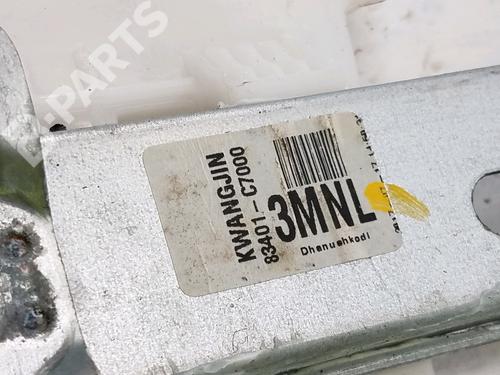 KWANGJIN
83401-C7000
3MNL
Dhanushkodi
B-PARTS